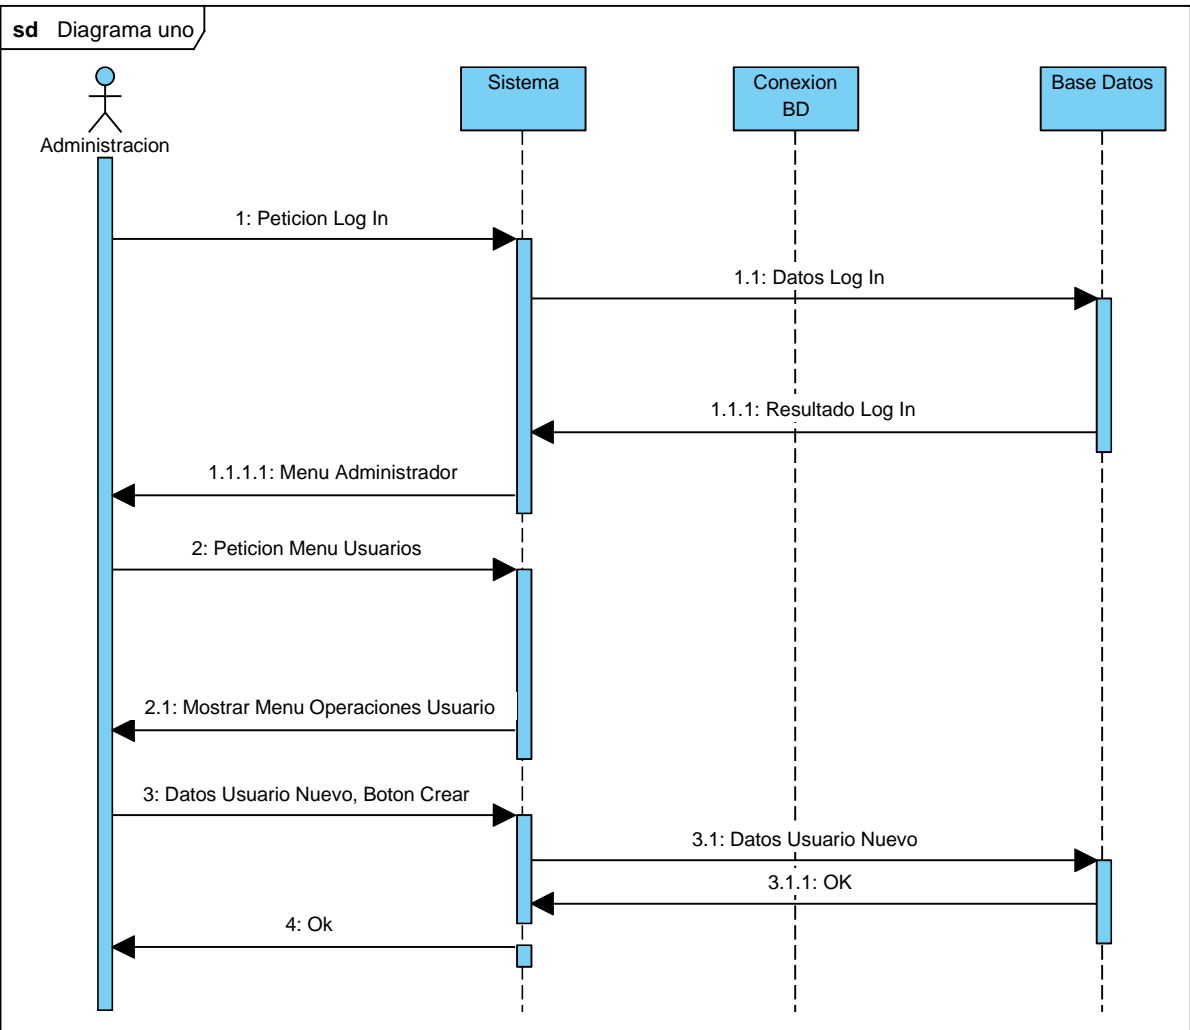 sd Diagrama uno
Administracion
Sistema
Conexion
BD
Base Datos
1: Peticion Log In
1.1: Datos Log In
1.1.1: Resultado Log In
1.1.1.1: Menu Administrador
2: Peticion Menu Usuarios
2.1: Mostrar Menu Operaciones Usuario
3: Datos Usuario Nuevo, Boton Crear
3.1: Datos Usuario Nuevo
3.1.1: OK
4: Ok